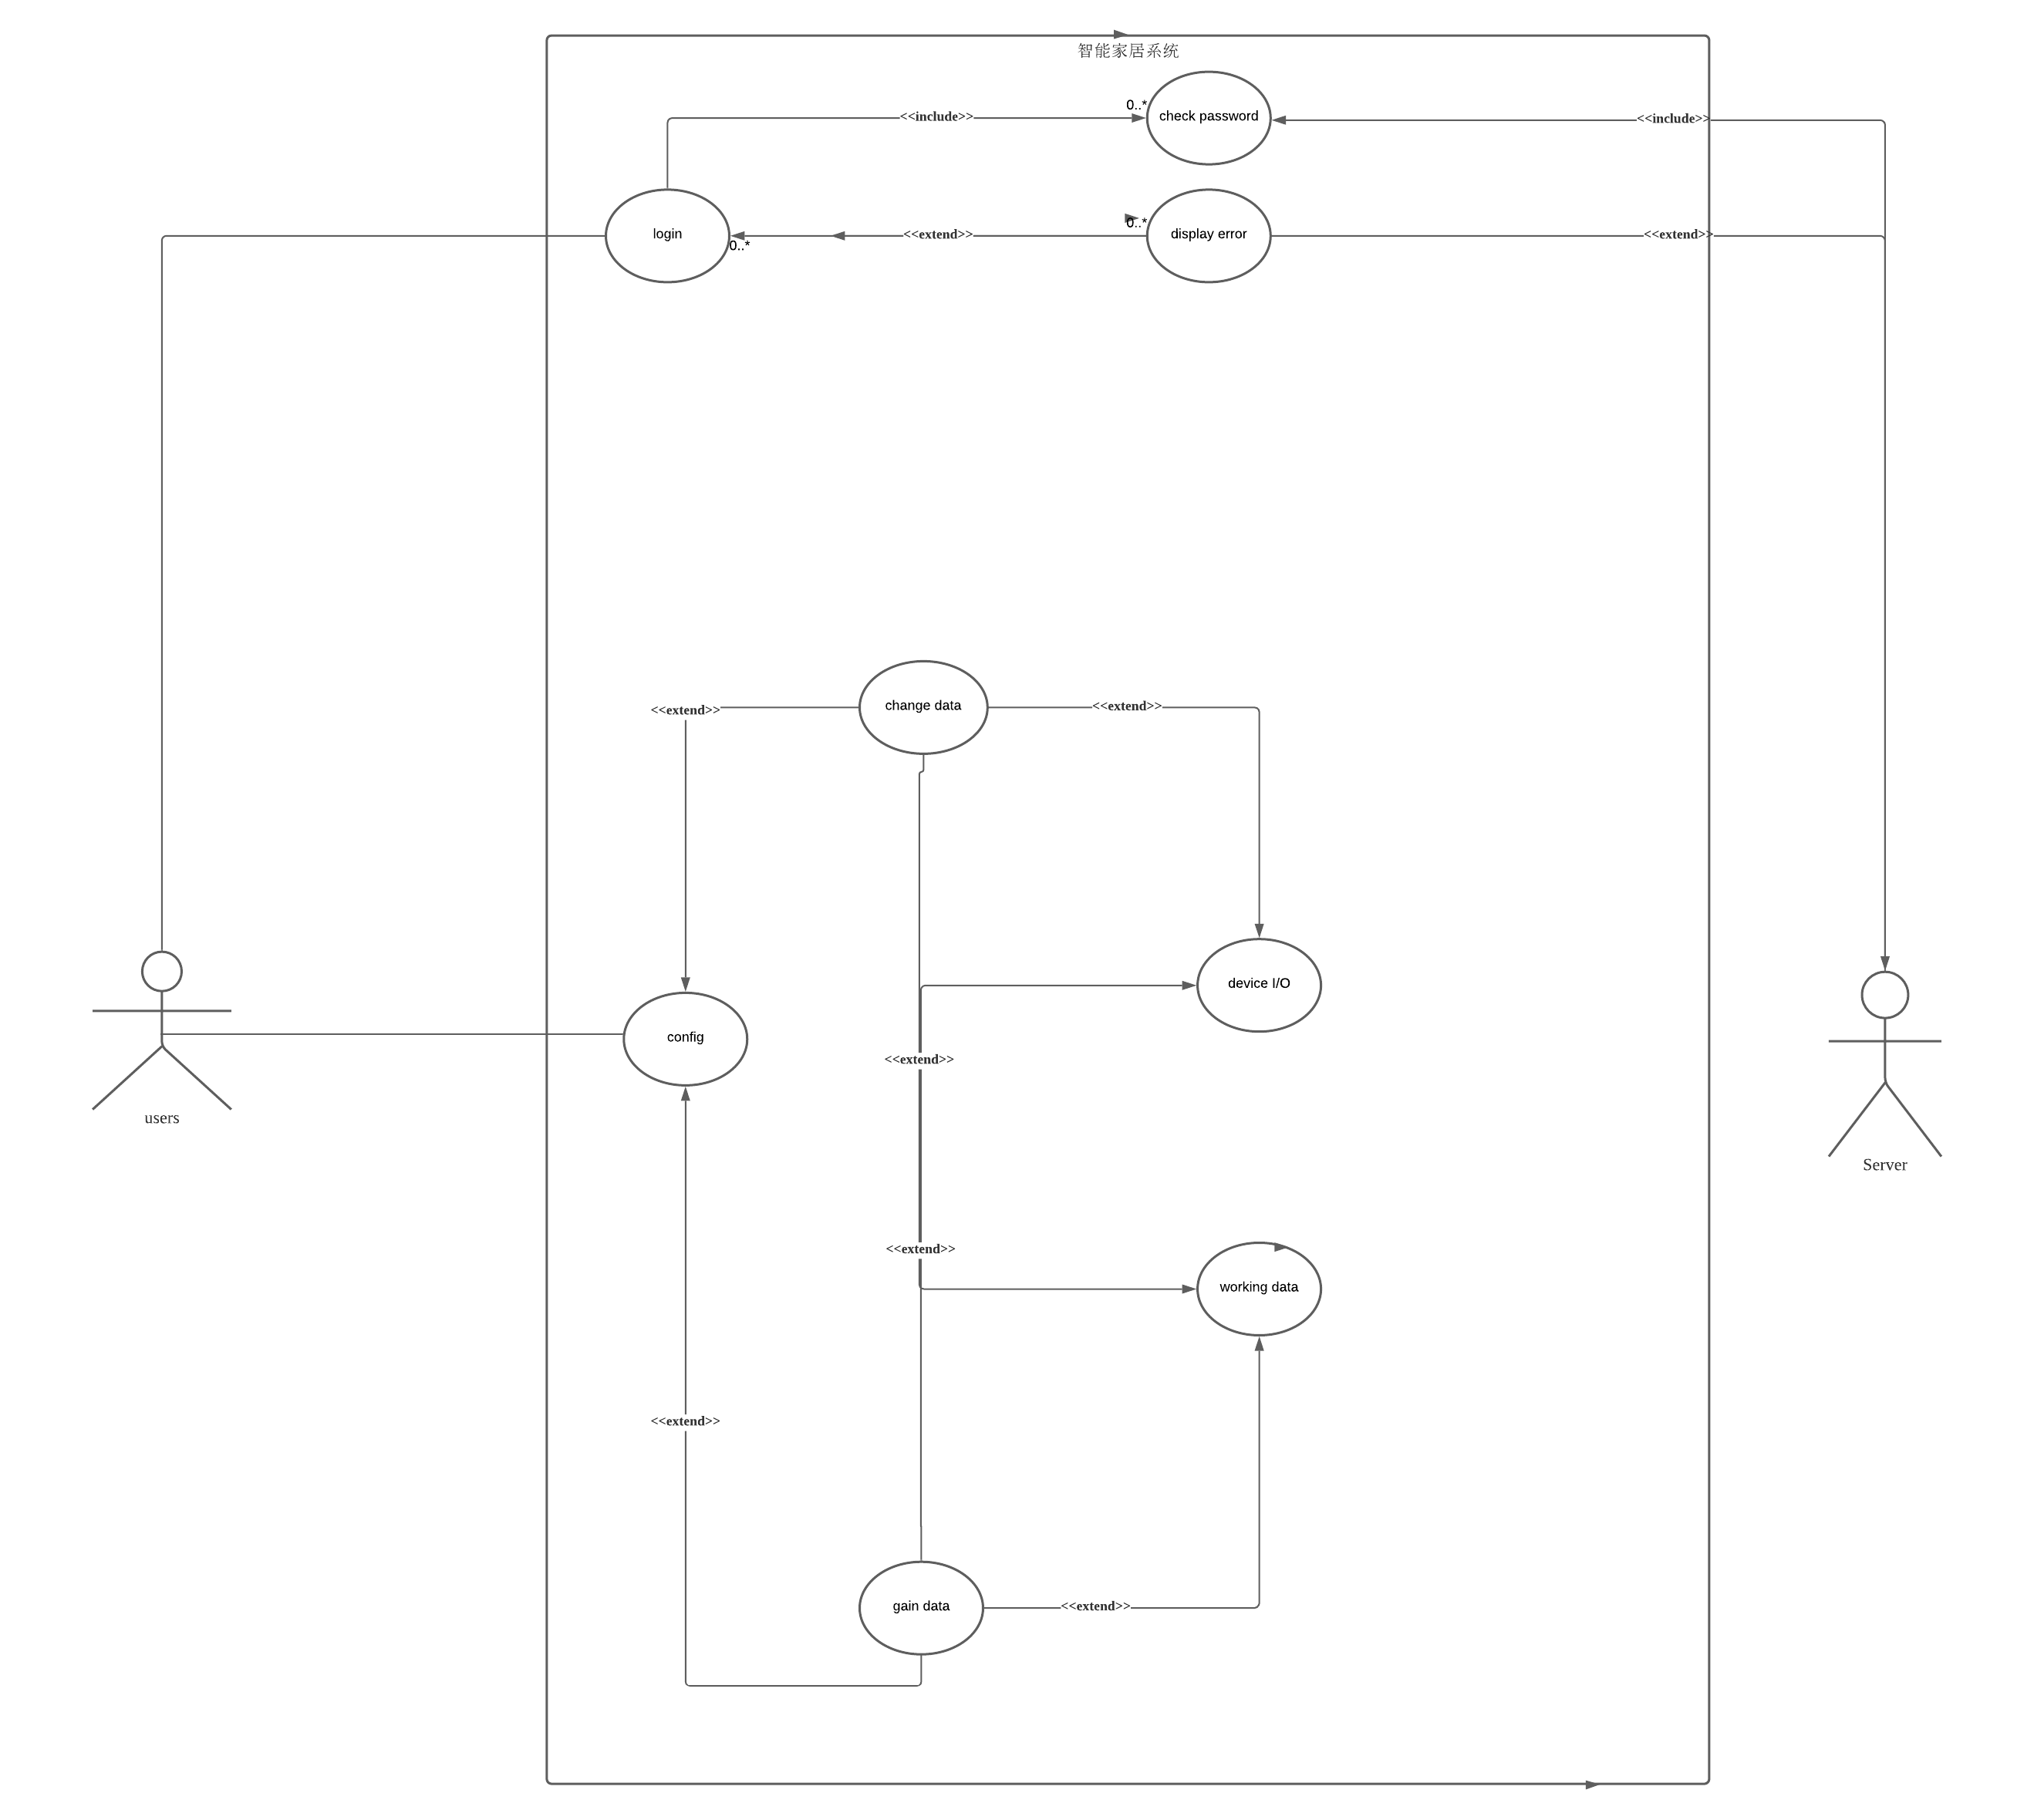 智能家居系统
0..*
check password
<<include>>
<<include>>
login
0..*
<<extend>>
0..*
display error
<<extend>>
change data
<<extend>>
<<extend>>
device I/O
config
<<extend>>
users
Server
<<extend>>
working data
<<extend>>
gain data
<<extend>>